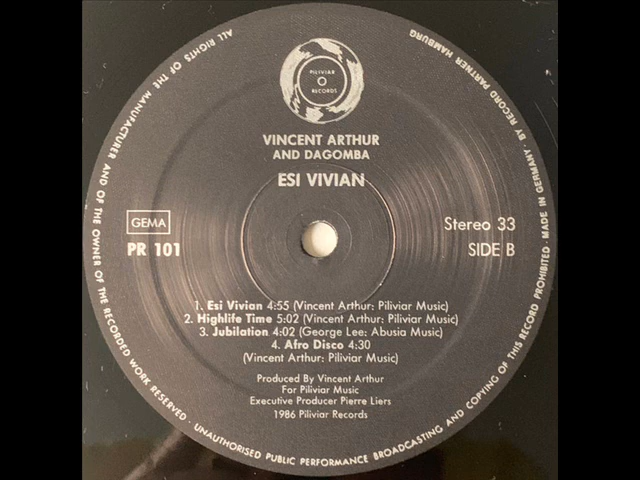 PILIVIAR
RECORDS
VINCENT ARTHUR
AND DAGOMBA
ESI VIVIAN
GEMA
Stereo 33
PR 101
SIDE B
1. Esi Vivian 4:55 (Vincent Arthur: Piliviar Music)
2. Highlife Time 5:02 (Vincent Arthur: Piliviar Music)
3. Jubilation 4:02 (George Lee: Abusia Music)
4. Afro Disco 4:30
(Vincent Arthur: Piliviar Music)
Produced By Vincent Arthur
For Piliviar Music
Executive Producer Pierre Liers
1986 Piliviar Records
ALL RIGHTS OF THE MANUFACTURER AND OF THE OWNER OF THE RECORDED WORK RESERVED · UNAUTHORISED PUBLIC PERFORMANCE BROADCASTING AND COPYING OF THIS RECORD PROHIBITED · MADE IN GERMANY · BY RECORD PARTNER HAMBURG